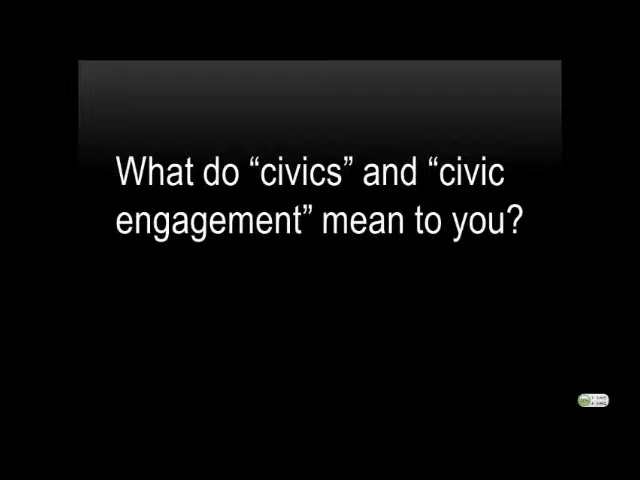 What do “civics” and “civic
engagement” mean to you?